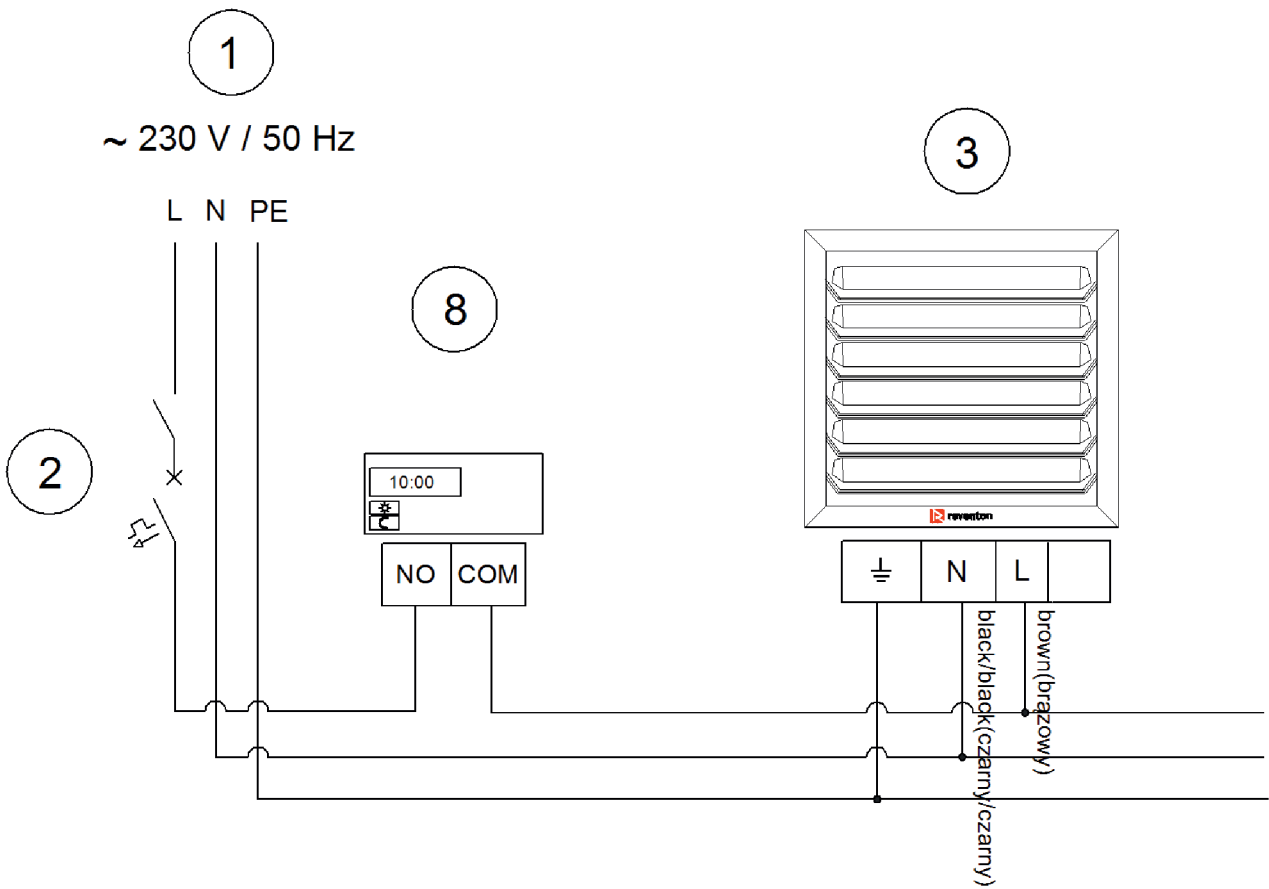 1
~ 230 V / 50 Hz
L N PE
3
8
2
10:00
reventon
NO COM
N L
black/black(czarny/czarny)
brown(brązowy)